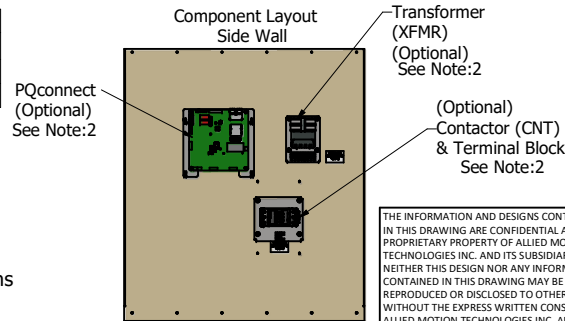 Component Layout
Side Wall
Transformer
(XFMR)
(Optional)
See Note:2
PQconnect
(Optional)
See Note:2
(Optional)
Contactor (CNT)
& Terminal Block
See Note:2
THE INFORMATION AND DESIGNS CONT
IN THIS DRAWING ARE CONFIDENTIAL A
PROPRIETARY PROPERTY OF ALLIED MO
TECHNOLOGIES INC. AND ITS SUBSIDIAR
NEITHER THIS DESIGN NOR ANY INFORM
CONTAINED IN THIS DRAWING MAY BE
REPRODUCED OR DISCLOSED TO OTHER
WITHOUT THE EXPRESS WRITTEN CONS
ns